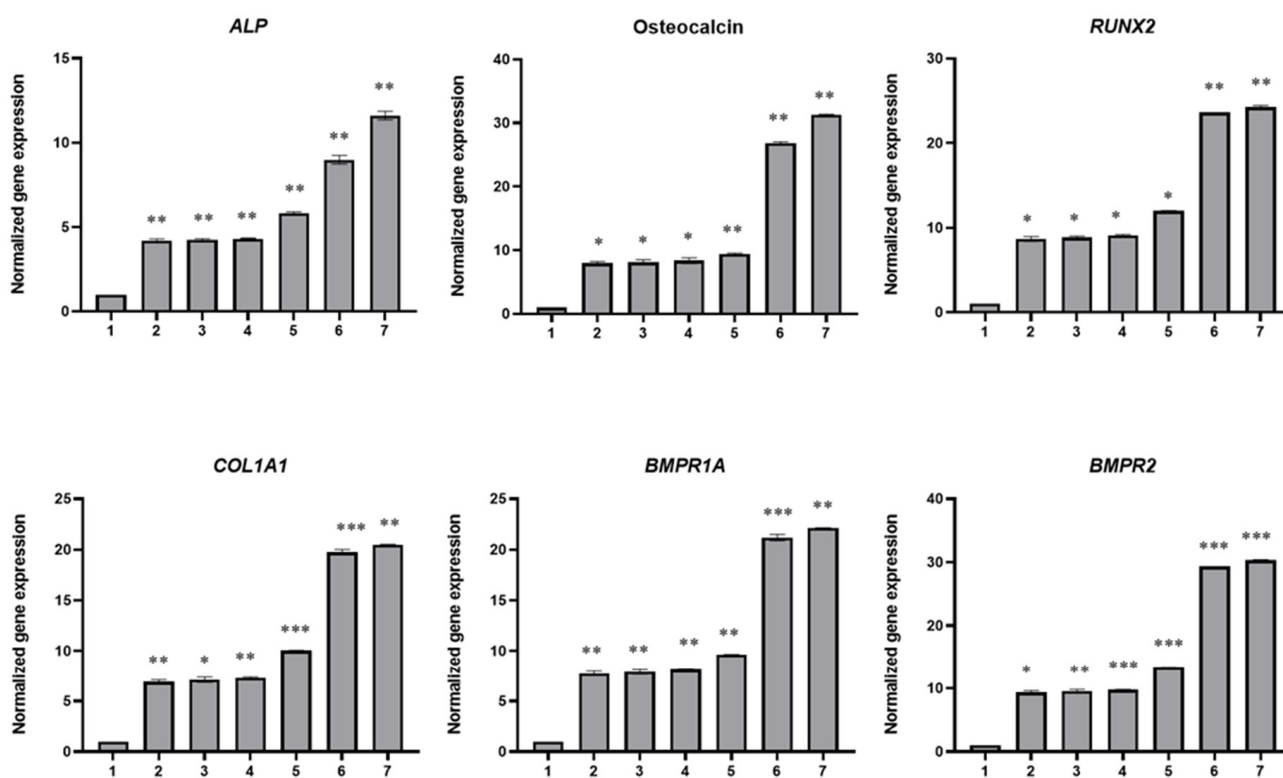 ALP
Normalized gene expression
15
10
5
0
** ** ** ** ** **
1 2 3 4 5 6 7
Osteocalcin
Normalized gene expression
40
30
20
10
0
* * * ** ** **
1 2 3 4 5 6 7
RUNX2
Normalized gene expression
30
20
10
0
* * * * ** **
1 2 3 4 5 6 7
COL1A1
Normalized gene expression
25
20
15
10
5
0
** * ** *** *** **
1 2 3 4 5 6 7
BMPR1A
Normalized gene expression
25
20
15
10
5
0
** ** ** ** *** **
1 2 3 4 5 6 7
BMPR2
Normalized gene expression
40
30
20
10
0
* ** *** *** *** ***
1 2 3 4 5 6 7